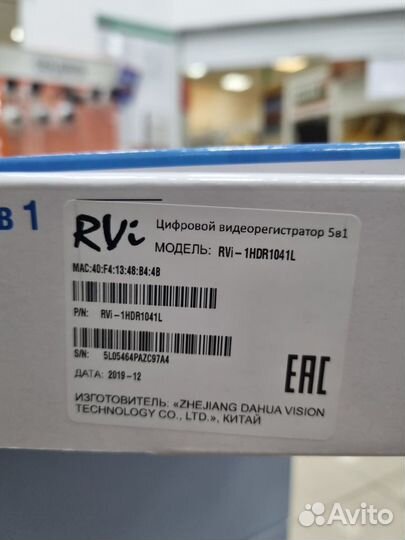 в 1
RVi Цифровой видеорегистратор 5в1
МОДЕЛЬ: RVi-1HDR1041L
MAC:40:F4:13:48:B4:4B
P/N: RVi-1HDR1041L
S/N: 5L05464PAZC97A4
ДАТА: 2019-12
EAC
ИЗГОТОВИТЕЛЬ: «ZHEJIANG DAHUA VISION
TECHNOLOGY CO., LTD.», КИТАЙ
Avito